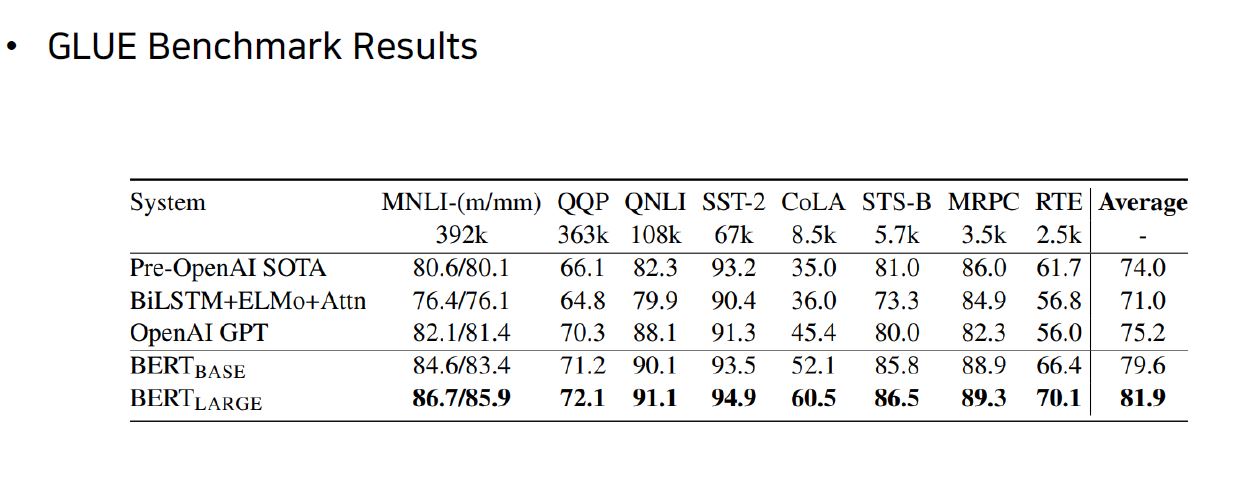 • GLUE Benchmark Results
System MNLI-(m/mm) QQP QNLI SST-2 CoLA STS-B MRPC RTE Average
392k 363k 108k 67k 8.5k 5.7k 3.5k 2.5k -
Pre-OpenAI SOTA 80.6/80.1 66.1 82.3 93.2 35.0 81.0 86.0 61.7 74.0
BiLSTM+ELMo+Attn 76.4/76.1 64.8 79.9 90.4 36.0 73.3 84.9 56.8 71.0
OpenAI GPT 82.1/81.4 70.3 88.1 91.3 45.4 80.0 82.3 56.0 75.2
BERTBASE 84.6/83.4 71.2 90.1 93.5 52.1 85.8 88.9 66.4 79.6
BERTLARGE 86.7/85.9 72.1 91.1 94.9 60.5 86.5 89.3 70.1 81.9